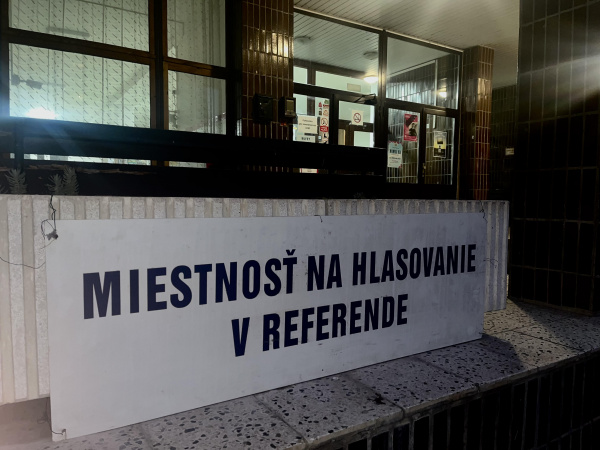 MIESTNOSŤ NA HLASOVANIE
V REFERENDE